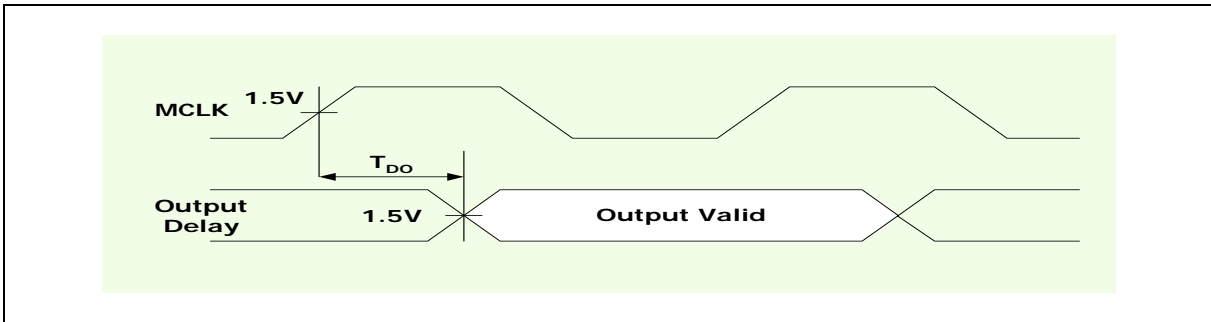 1.5V
MCLK
TDO
Output
Delay
1.5V
Output Valid